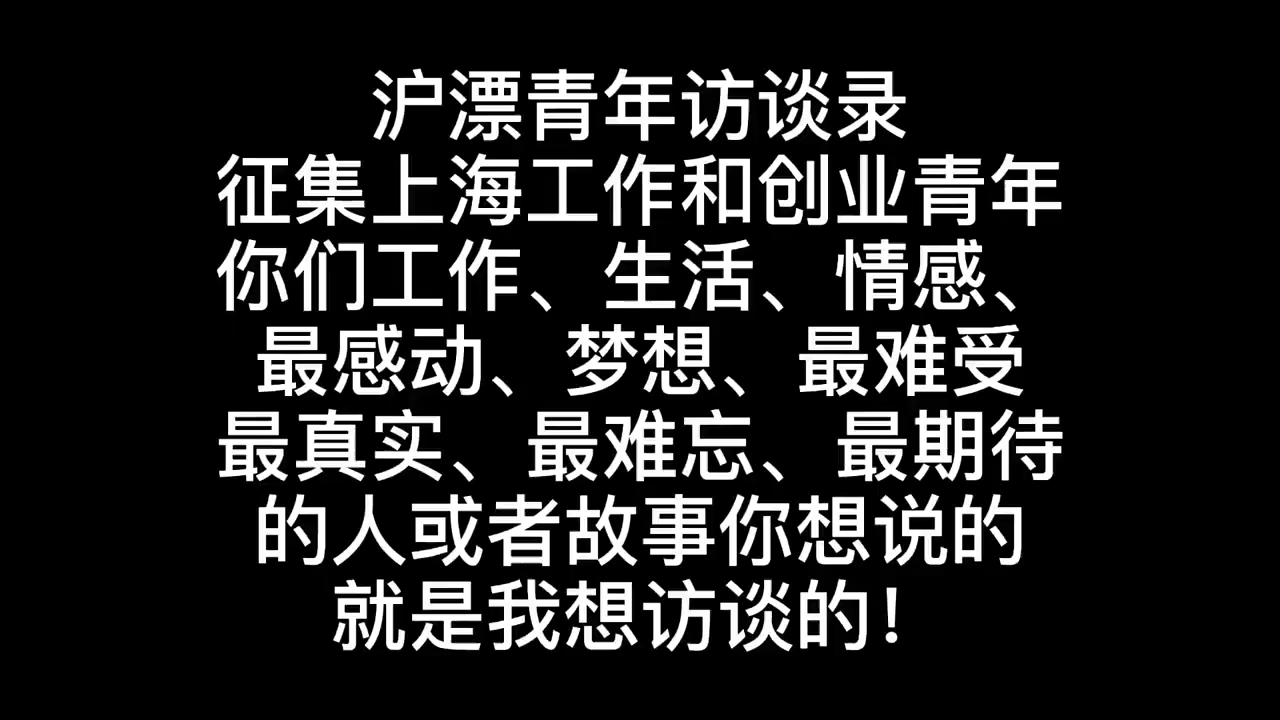 沪漂青年访谈录
征集上海工作和创业青年
你们工作、生活、情感、
最感动、梦想、最难受
最真实、最难忘、最期待
的人或者故事你想说的
就是我想访谈的！